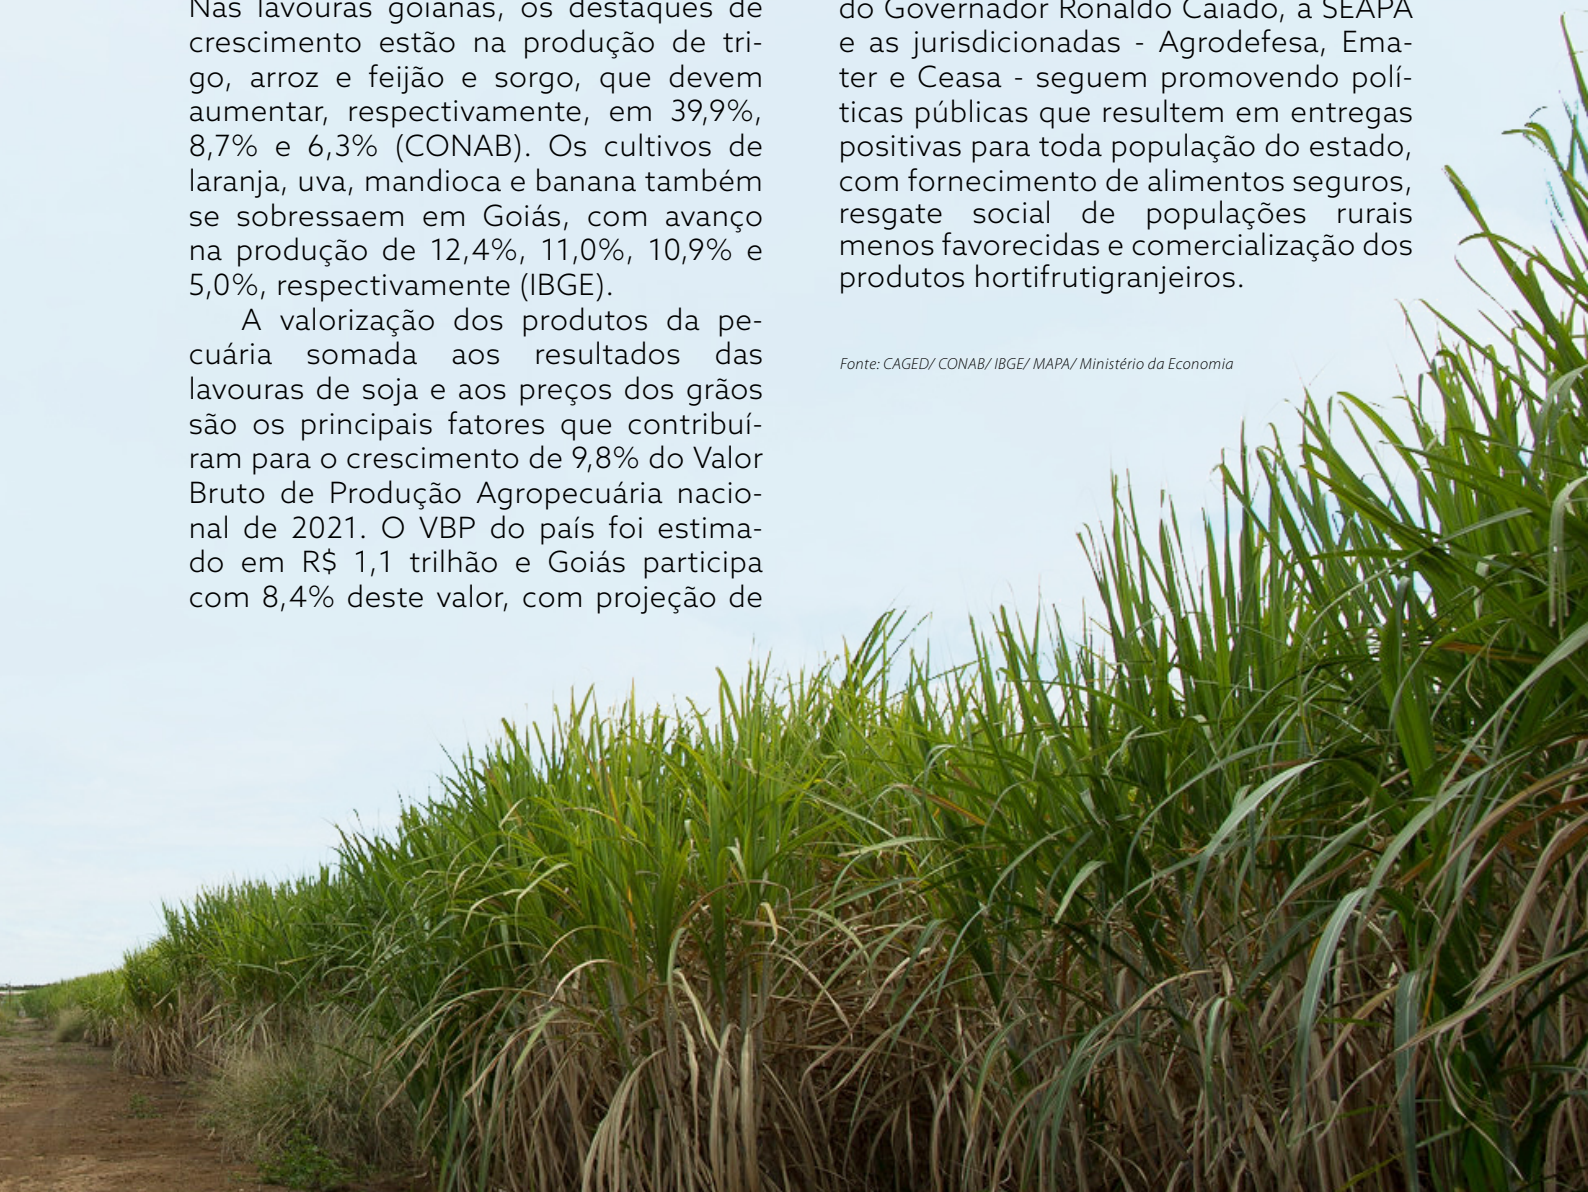 Nas lavouras goianas, os destaques de
crescimento estão na produção de tri-
go, arroz e feijão e sorgo, que devem
aumentar, respectivamente, em 39,9%,
8,7% e 6,3% (CONAB). Os cultivos de
laranja, uva, mandioca e banana também
se sobressaem em Goiás, com avanço
na produção de 12,4%, 11,0%, 10,9% e
5,0%, respectivamente (IBGE).
A valorização dos produtos da pe-
cuária somada aos resultados das
lavouras de soja e aos preços dos grãos
são os principais fatores que contribuí-
ram para o crescimento de 9,8% do Valor
Bruto de Produção Agropecuária nacio-
nal de 2021. O VBP do país foi estima-
do em R$ 1,1 trilhão e Goiás participa
com 8,4% deste valor, com projeção de
do Governador Ronaldo Caiado, a SEAPA
e as jurisdicionadas - Agrodefesa, Ema-
ter e Ceasa - seguem promovendo polí-
ticas públicas que resultem em entregas
positivas para toda população do estado,
com fornecimento de alimentos seguros,
resgate social de populações rurais
menos favorecidas e comercialização dos
produtos hortifrutigranjeiros.
Fonte: CAGED/ CONAB/ IBGE/ MAPA/ Ministério da Economia